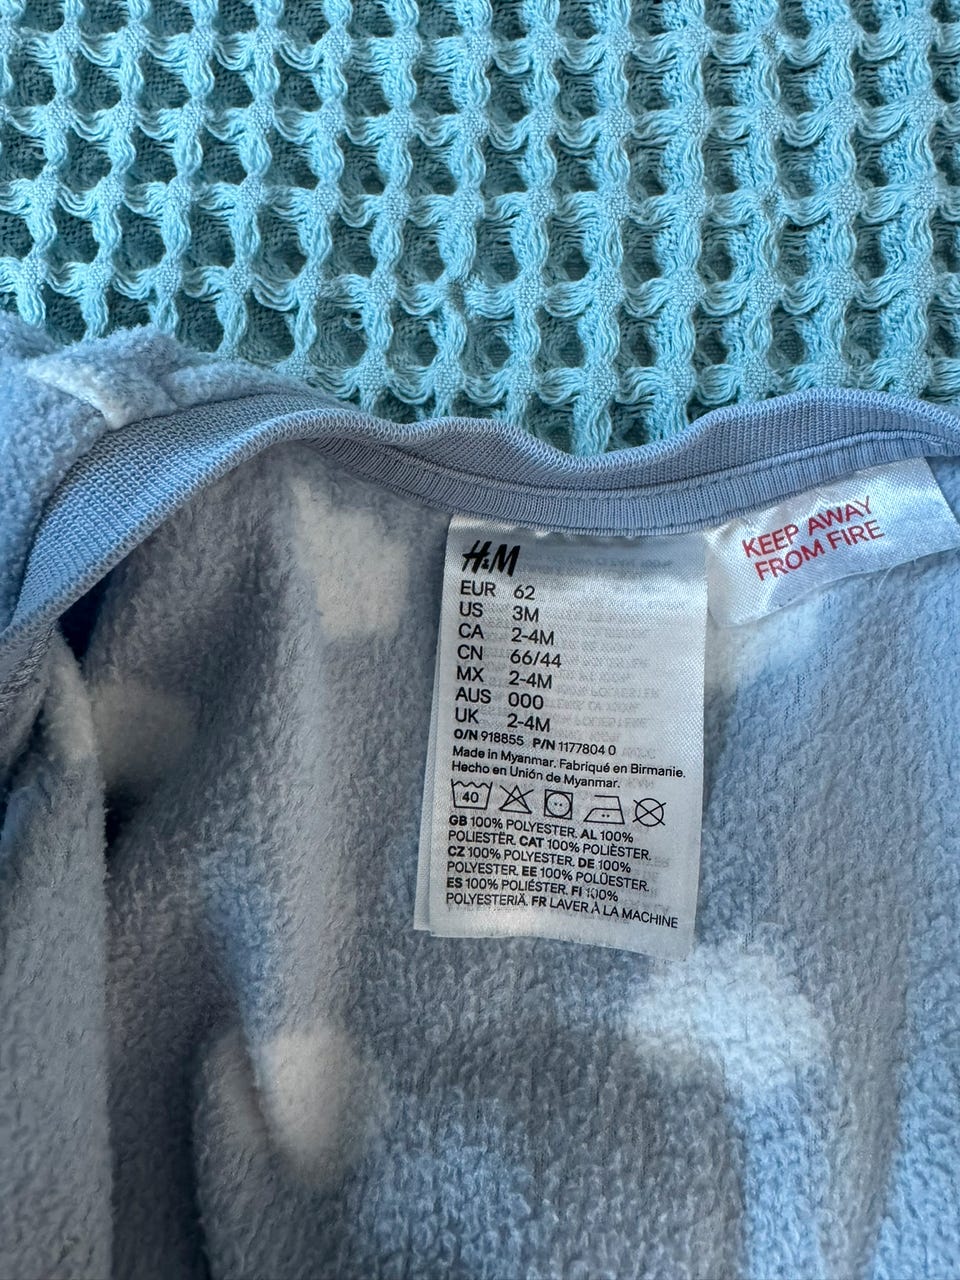 H&M
EUR 62
US 3M
CA 2-4M
CN 66/44
MX 2-4M
AUS 000
UK 2-4M
O/N 918855 P/N 1177804 0
Made in Myanmar. Fabriqué en Birmanie.
Hecho en Unión de Myanmar.
40
GB 100% POLYESTER. AL 100%
POLIESTËR. CAT 100% POLIÈSTER.
CZ 100% POLYESTER. DE 100%
POLYESTER. EE 100% POLÜESTER.
ES 100% POLIÉSTER. FI 100%
POLYESTERIÄ. FR LAVER À LA MACHINE
KEEP AWAY
FROM FIRE